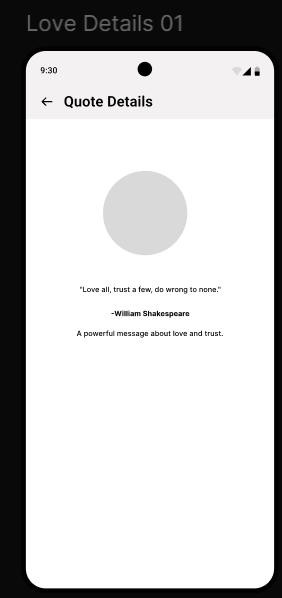 Love Details 01
9:30
Quote Details
"Love all, trust a few, do wrong to none."
-William Shakespeare
A powerful message about love and trust.